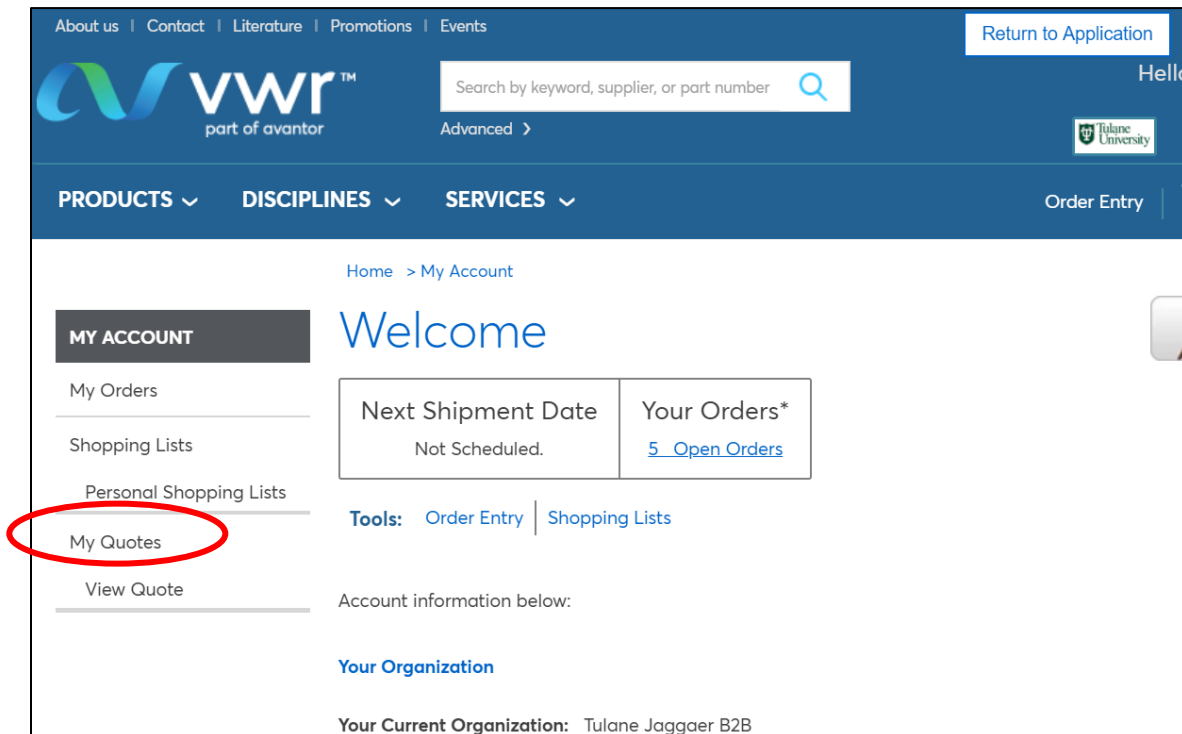 About us | Contact | Literature | Promotions | Events
Return to Application
vwr™
part of avantor
Search by keyword, supplier, or part number
Hello
Advanced >
Tulane
University
PRODUCTS DISCIPLINES SERVICES
Order Entry
Home > My Account
MY ACCOUNT
Welcome
My Orders
Next Shipment Date Your Orders*
Not Scheduled. 5 Open Orders
Shopping Lists
Personal Shopping Lists
Tools: Order Entry | Shopping Lists
My Quotes
View Quote
Account information below:
Your Organization
Your Current Organization: Tulane Jaggaer B2B